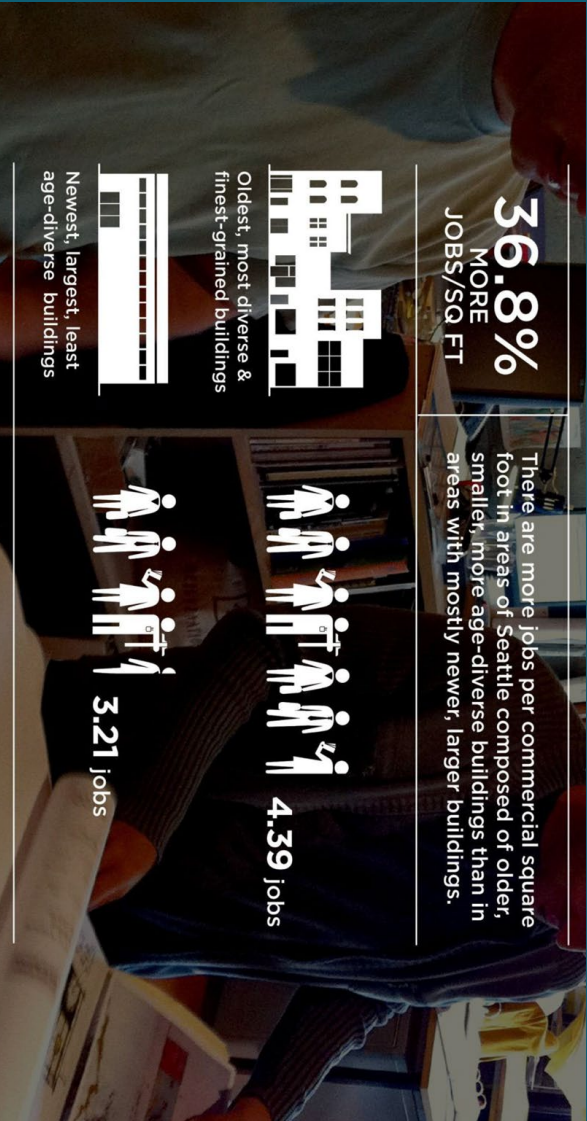 36.8%
MORE
JOBS/SQ FT
There are more jobs per commercial square
foot in areas of Seattle composed of older,
smaller, more age-diverse buildings than in
areas with mostly newer, larger buildings.
Oldest, most diverse &
finest-grained buildings
4.39 jobs
Newest, largest, least
age-diverse buildings
3.21 jobs